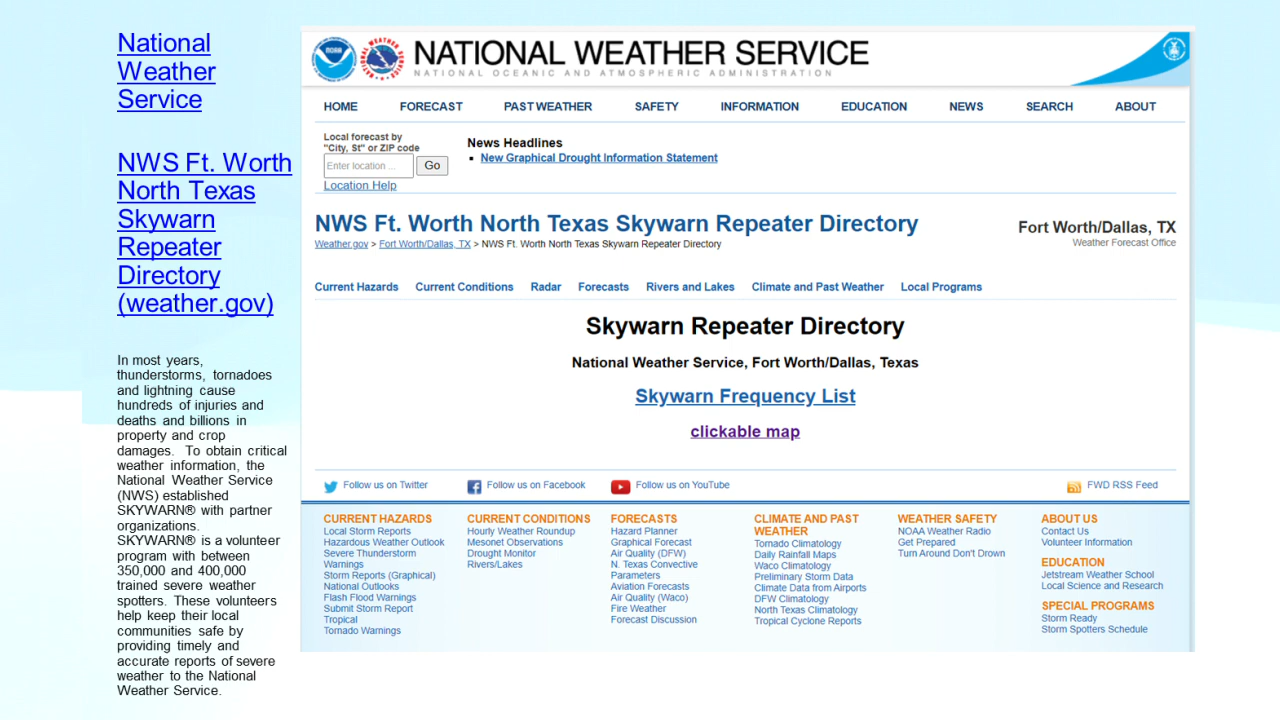 National
Weather
Service
NWS Ft. Worth
North Texas
Skywarn
Repeater
Directory
(weather.gov)
In most years,
thunderstorms, tornadoes
and lightning cause
hundreds of injuries and
deaths and billions in
property and crop
damages. To obtain critical
weather information, the
National Weather Service
(NWS) established
SKYWARN® with partner
organizations.
SKYWARN® is a volunteer
program with between
350,000 and 400,000
trained severe weather
spotters. These volunteers
help keep their local
communities safe by
providing timely and
accurate reports of severe
weather to the National
Weather Service.
NOAA
NATIONAL WEATHER SERVICE
NATIONAL OCEANIC AND ATMOSPHERIC ADMINISTRATION
HOME FORECAST PAST WEATHER SAFETY INFORMATION EDUCATION NEWS SEARCH ABOUT
Local forecast by
"City, St" or ZIP code
Enter location ... Go
Location Help
News Headlines
New Graphical Drought Information Statement
NWS Ft. Worth North Texas Skywarn Repeater Directory
Weather.gov > Fort Worth/Dallas, TX > NWS Ft. Worth North Texas Skywarn Repeater Directory
Fort Worth/Dallas, TX
Weather Forecast Office
Current Hazards Current Conditions Radar Forecasts Rivers and Lakes Climate and Past Weather Local Programs
Skywarn Repeater Directory
National Weather Service, Fort Worth/Dallas, Texas
Skywarn Frequency List
clickable map
Follow us on Twitter Follow us on Facebook Follow us on YouTube FWD RSS Feed
CURRENT HAZARDS
Local Storm Reports
Hazardous Weather Outlook
Severe Thunderstorm
Warnings
Storm Reports (Graphical)
National Outlooks
Flash Flood Warnings
Submit Storm Report
Tropical
Tornado Warnings
CURRENT CONDITIONS
Hourly Weather Roundup
Mesonet Observations
Drought Monitor
Rivers/Lakes
FORECASTS
Hazard Planner
Graphical Forecast
Air Quality (DFW)
N. Texas Convective
Parameters
Aviation Forecasts
Air Quality (Waco)
Fire Weather
Forecast Discussion
CLIMATE AND PAST
WEATHER
Tornado Climatology
Daily Rainfall Maps
Waco Climatology
Preliminary Storm Data
Climate Data from Airports
DFW Climatology
North Texas Climatology
Tropical Cyclone Reports
WEATHER SAFETY
NOAA Weather Radio
Get Prepared
Turn Around Don't Drown
ABOUT US
Contact Us
Volunteer Information
EDUCATION
Jetstream Weather School
Local Science and Research
SPECIAL PROGRAMS
Storm Ready
Storm Spotters Schedule